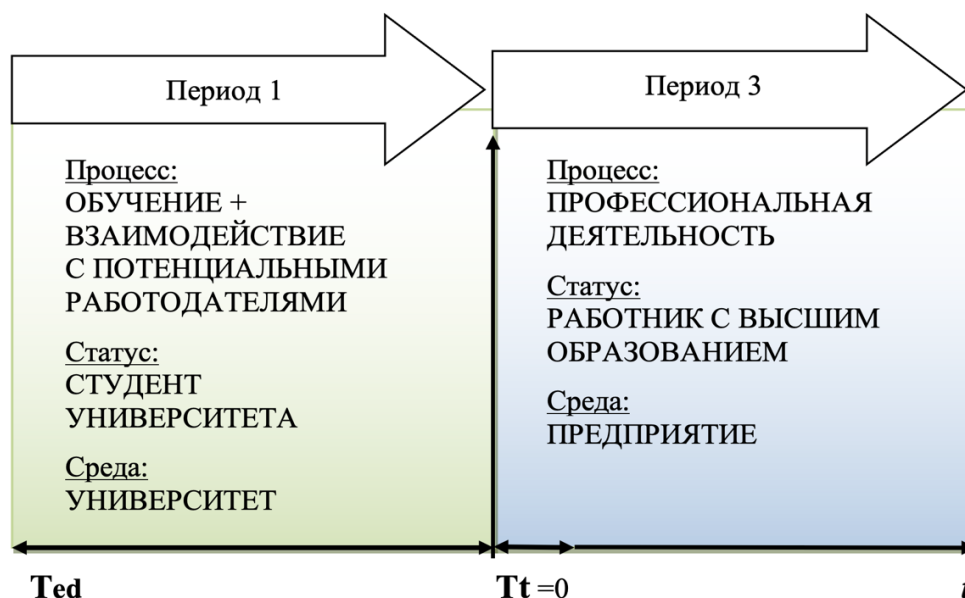 Период 1
Период 3
Процесс:
ОБУЧЕНИЕ +
ВЗАИМОДЕЙСТВИЕ
С ПОТЕНЦИАЛЬНЫМИ
РАБОТОДАТЕЛЯМИ
Статус:
СТУДЕНТ
УНИВЕРСИТЕТА
Среда:
УНИВЕРСИТЕТ
Процесс:
ПРОФЕССИОНАЛЬНАЯ
ДЕЯТЕЛЬНОСТЬ
Статус:
РАБОТНИК С ВЫСШИМ
ОБРАЗОВАНИЕМ
Среда:
ПРЕДПРИЯТИЕ
Ted
Tt =0
t